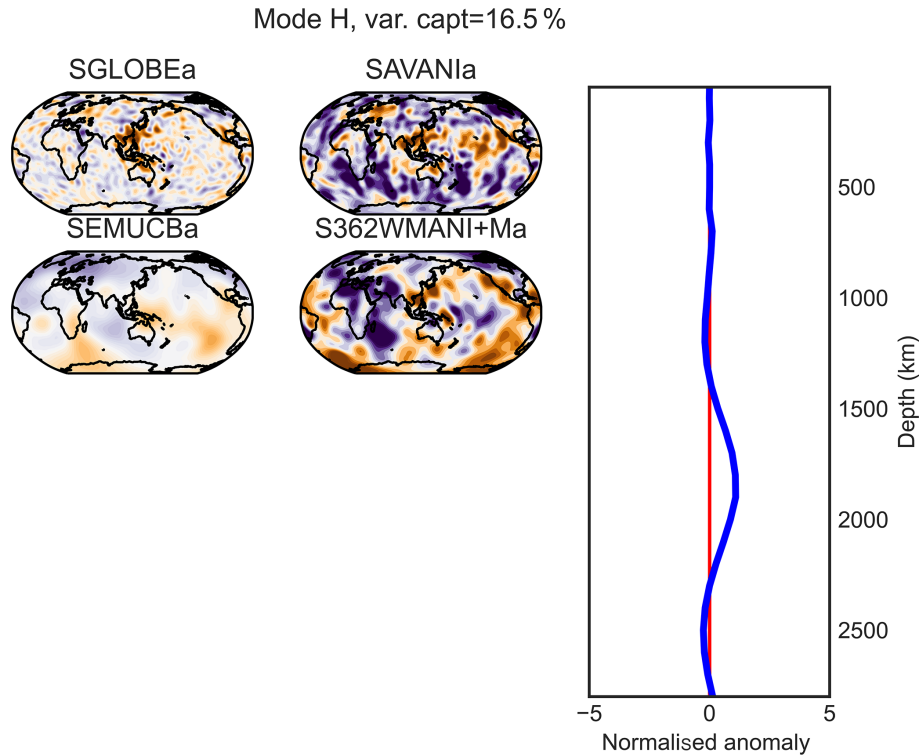 Mode H, var. capt=16.5 %
SGLOBEa
SAVANIa
SEMUCBa
S362WMANI+Ma
500
1000
1500
2000
2500
Depth (km)
−5
0
5
Normalised anomaly